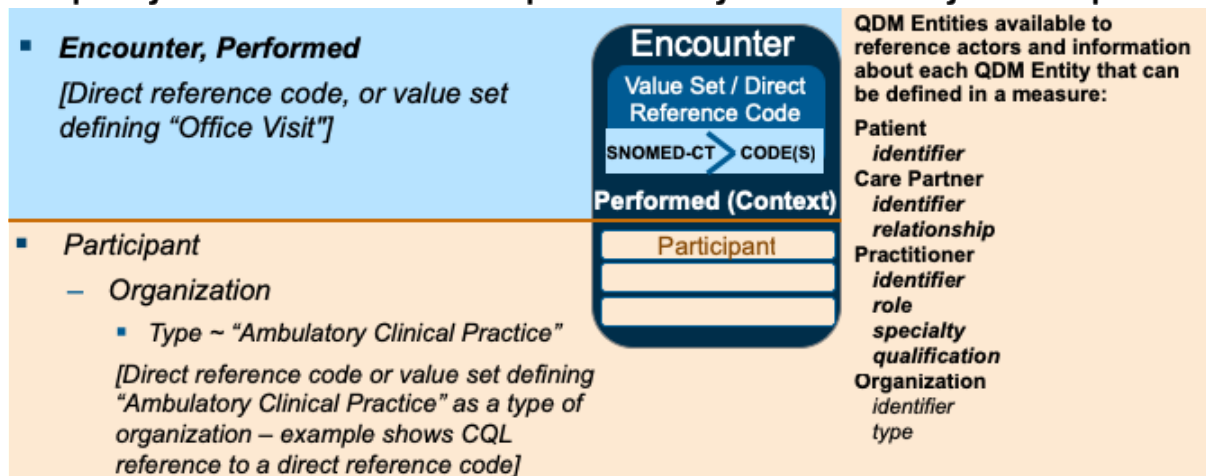 Encounter, Performed
[Direct reference code, or value set
defining “Office Visit"]
Participant
– Organization
Type ~ “Ambulatory Clinical Practice”
[Direct reference code or value set defining
“Ambulatory Clinical Practice” as a type of
organization – example shows CQL
reference to a direct reference code]
Encounter
Value Set / Direct
Reference Code
SNOMED-CT CODE(S)
Performed (Context)
Participant
QDM Entities available to
reference actors and information
about each QDM Entity that can
be defined in a measure:
Patient
identifier
Care Partner
identifier
relationship
Practitioner
identifier
role
specialty
qualification
Organization
identifier
type